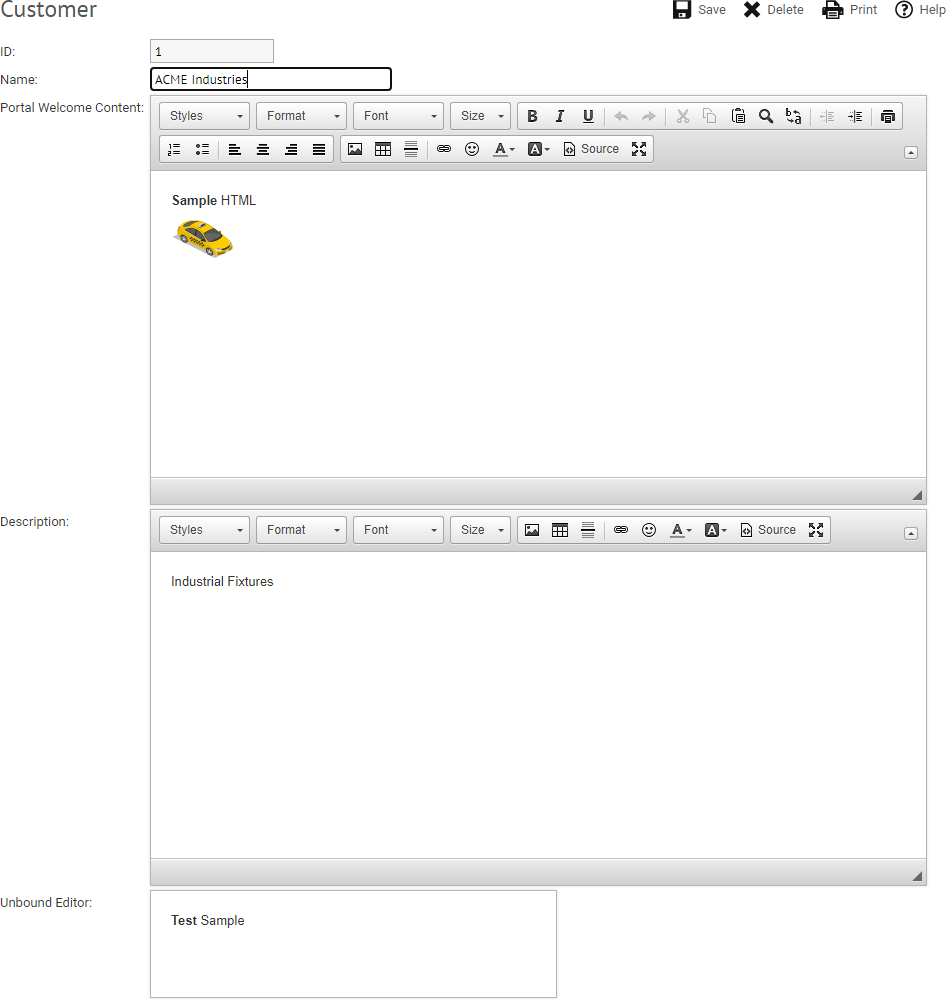 Customer
Save Delete Print Help
ID: 1
Name: ACME Industries
Portal Welcome Content:
Styles Format Font Size B I U
Source
Sample HTML
Description:
Styles Format Font Size A A Source
Industrial Fixtures
Unbound Editor:
Test Sample